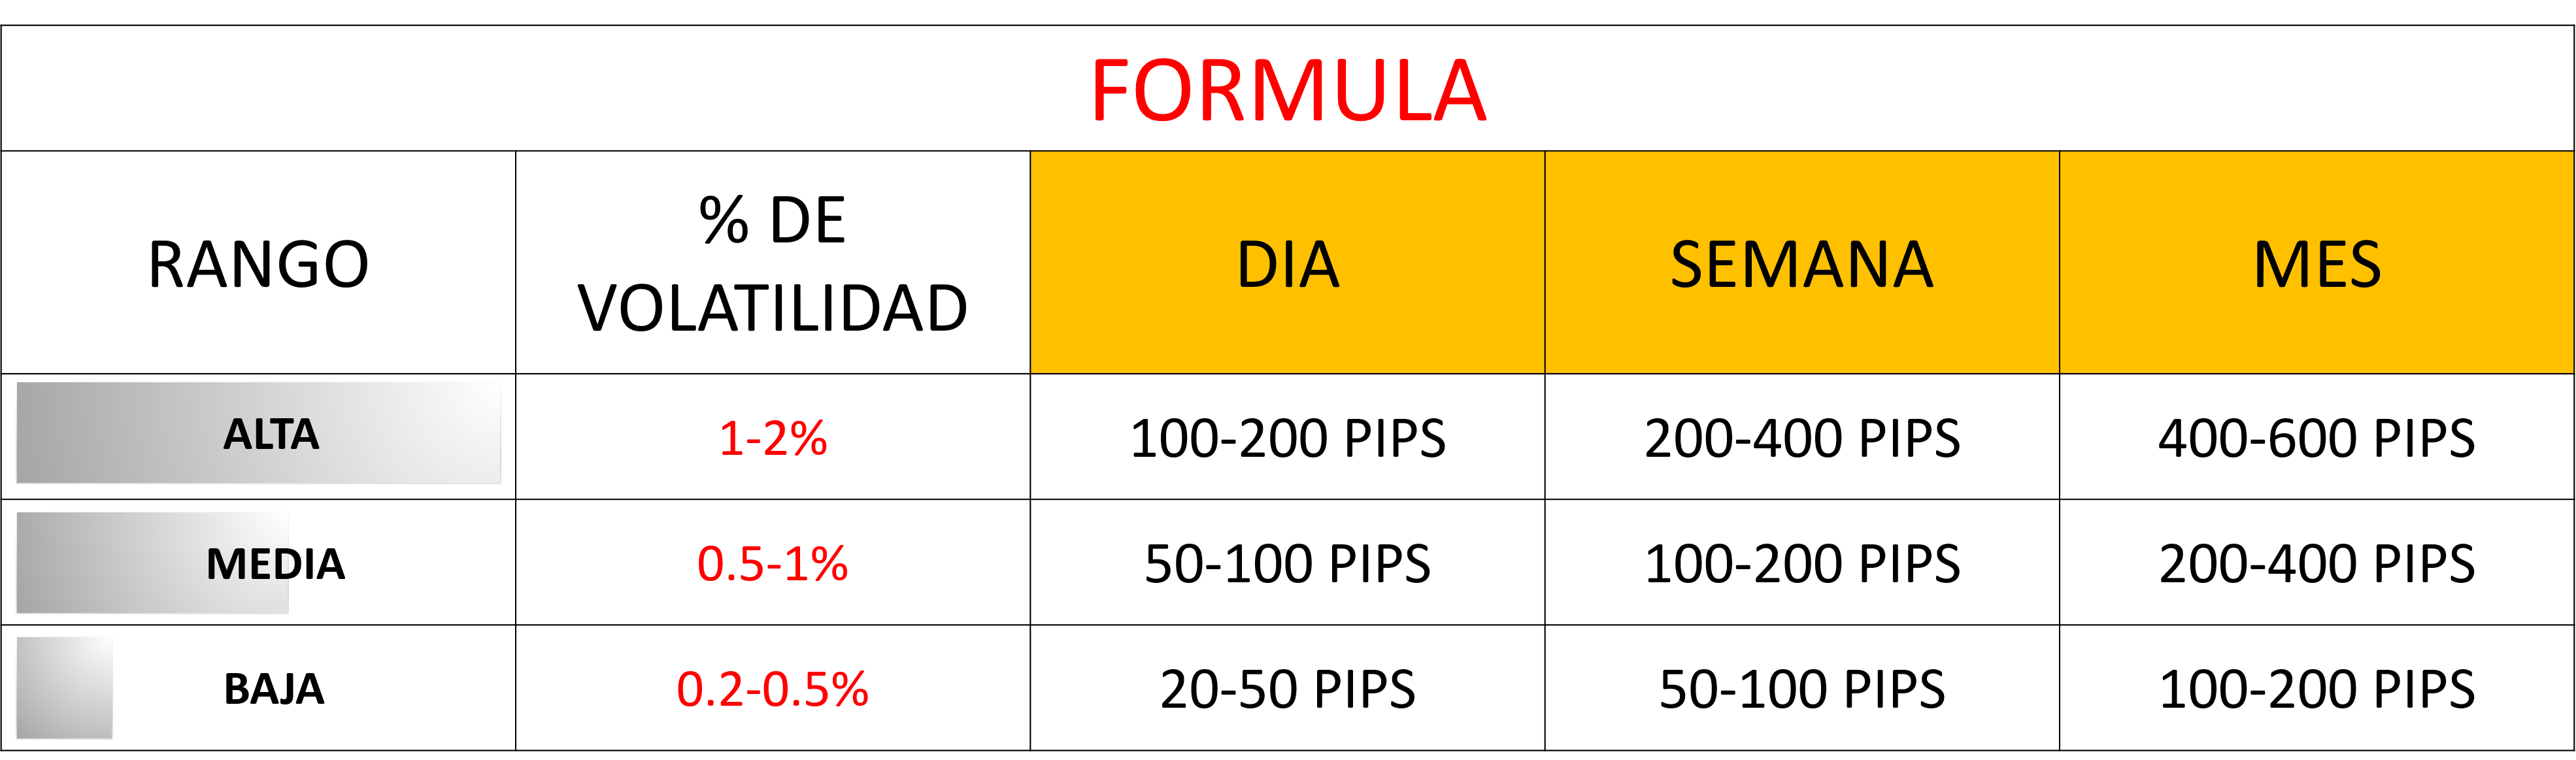 FORMULA
RANGO
% DE
VOLATILIDAD
DIA
SEMANA
MES
ALTA
1-2%
100-200 PIPS
200-400 PIPS
400-600 PIPS
MEDIA
0.5-1%
50-100 PIPS
100-200 PIPS
200-400 PIPS
BAJA
0.2-0.5%
20-50 PIPS
50-100 PIPS
100-200 PIPS